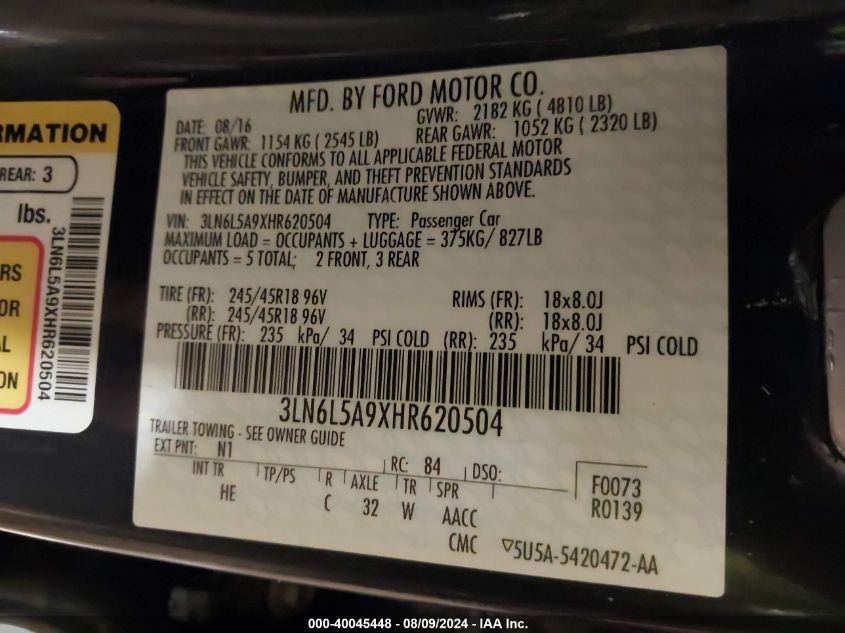 MFD. BY FORD MOTOR CO.
DATE: 08/16 GVWR: 2182 KG ( 4810 LB)
FRONT GAWR: 1154 KG ( 2545 LB) REAR GAWR: 1052 KG ( 2320 LB)
THIS VEHICLE CONFORMS TO ALL APPLICABLE FEDERAL MOTOR
VEHICLE SAFETY, BUMPER, AND THEFT PREVENTION STANDARDS
IN EFFECT ON THE DATE OF MANUFACTURE SHOWN ABOVE.
VIN: 3LN6L5A9XHR620504 TYPE: Passenger Car
MAXIMUM LOAD = OCCUPANTS + LUGGAGE = 375KG/ 827LB
OCCUPANTS = 5 TOTAL; 2 FRONT, 3 REAR
TIRE (FR): 245/45R18 96V RIMS (FR): 18x8.0J
(RR): 245/45R18 96V (RR): 18x8.0J
PRESSURE (FR): 235 kPa/ 34 PSI COLD (RR): 235 kPa/ 34 PSI COLD
3LN6L5A9XHR620504
TRAILER TOWING - SEE OWNER GUIDE
EXT PNT: N1 RC: 84 DSO:
INT TR TP/PS R AXLE TR SPR
HE C 32 W AACC
CMC
F0073
R0139
▽5U5A-5420472-AA
RMATION
REAR: 3
lbs.
3LN6L5A9XHR620504
RS
OR
AL
ON
000-40045448 - 08/09/2024 - IAA Inc.